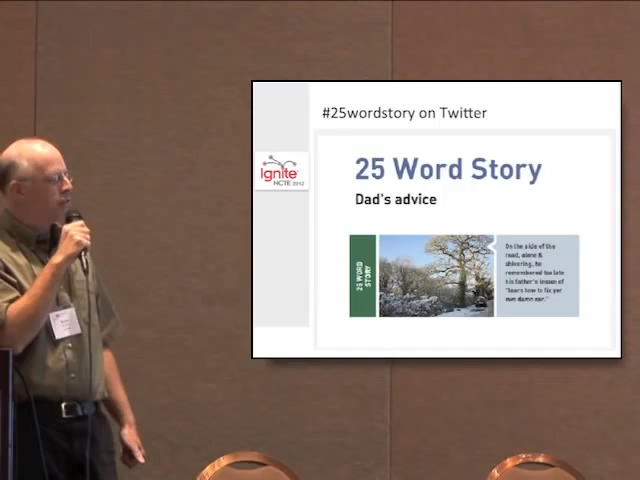 #25wordstory on Twitter
Ignite
NCTE 2012
25 Word Story
Dad's advice
25 WORD
STORY
On the side of the
road, alone &
shivering, he
remembered too late
his father's lesson of
"learn how to fix yer
own damn car."